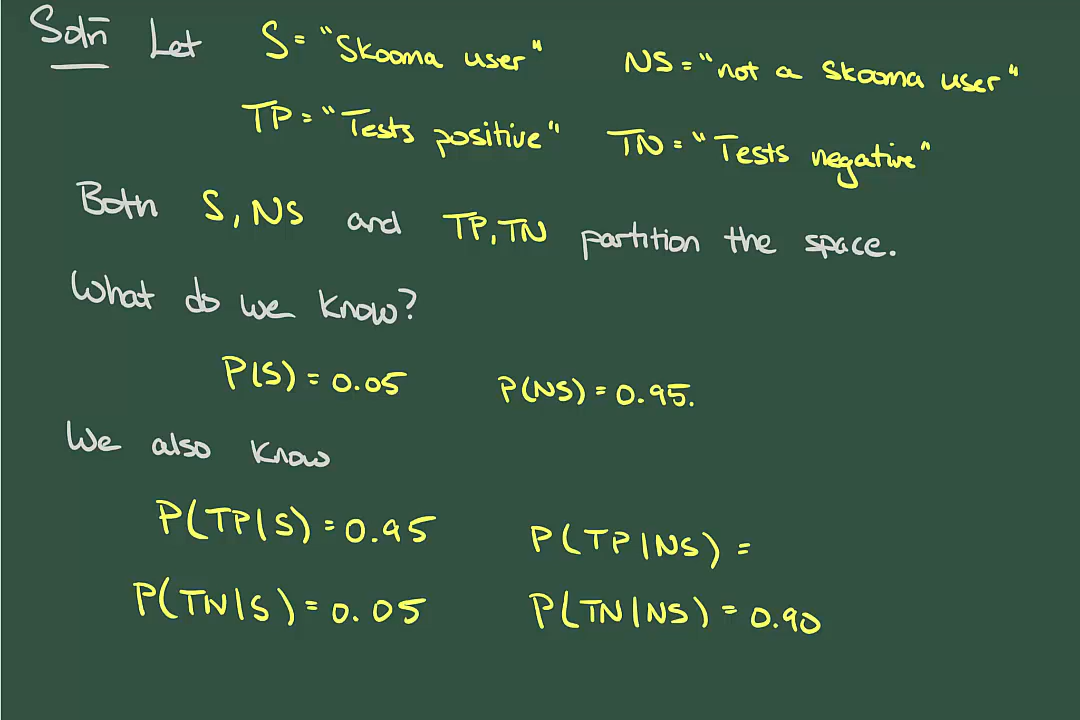 Soln Let S = "Skooma user" NS = "not a skooma user"
TP = "Tests positive" TN = "Tests negative"
Both S, NS and TP, TN partition the space.
What do we know?
P(S) = 0.05 P(NS) = 0.95.
We also know
P(TP|S) = 0.95 P(TP|NS) =
P(TN|S) = 0.05 P(TN|NS) = 0.90